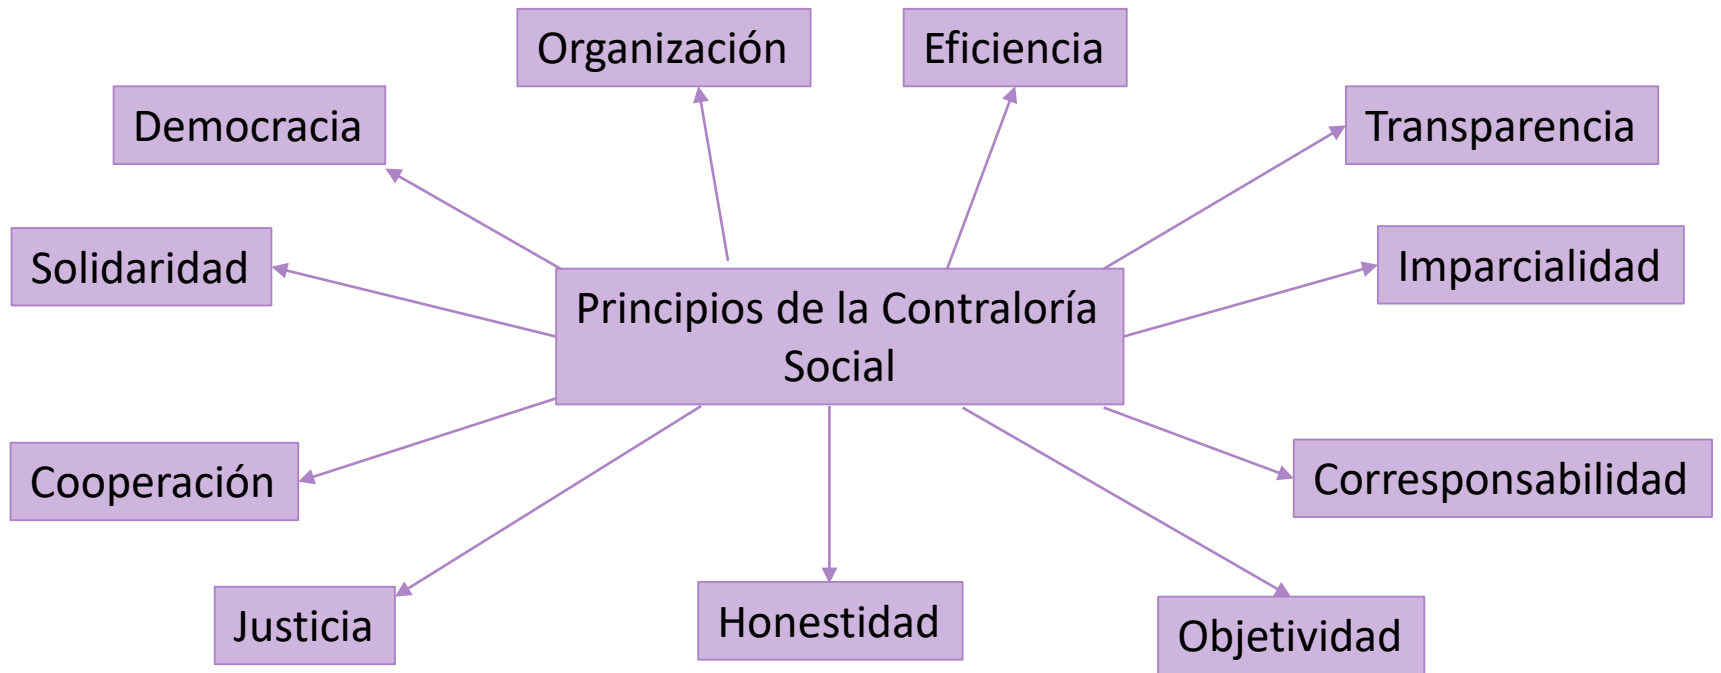 Organización
Eficiencia
Democracia
Transparencia
Solidaridad
Imparcialidad
Principios de la Contraloría
Social
Cooperación
Corresponsabilidad
Justicia
Honestidad
Objetividad